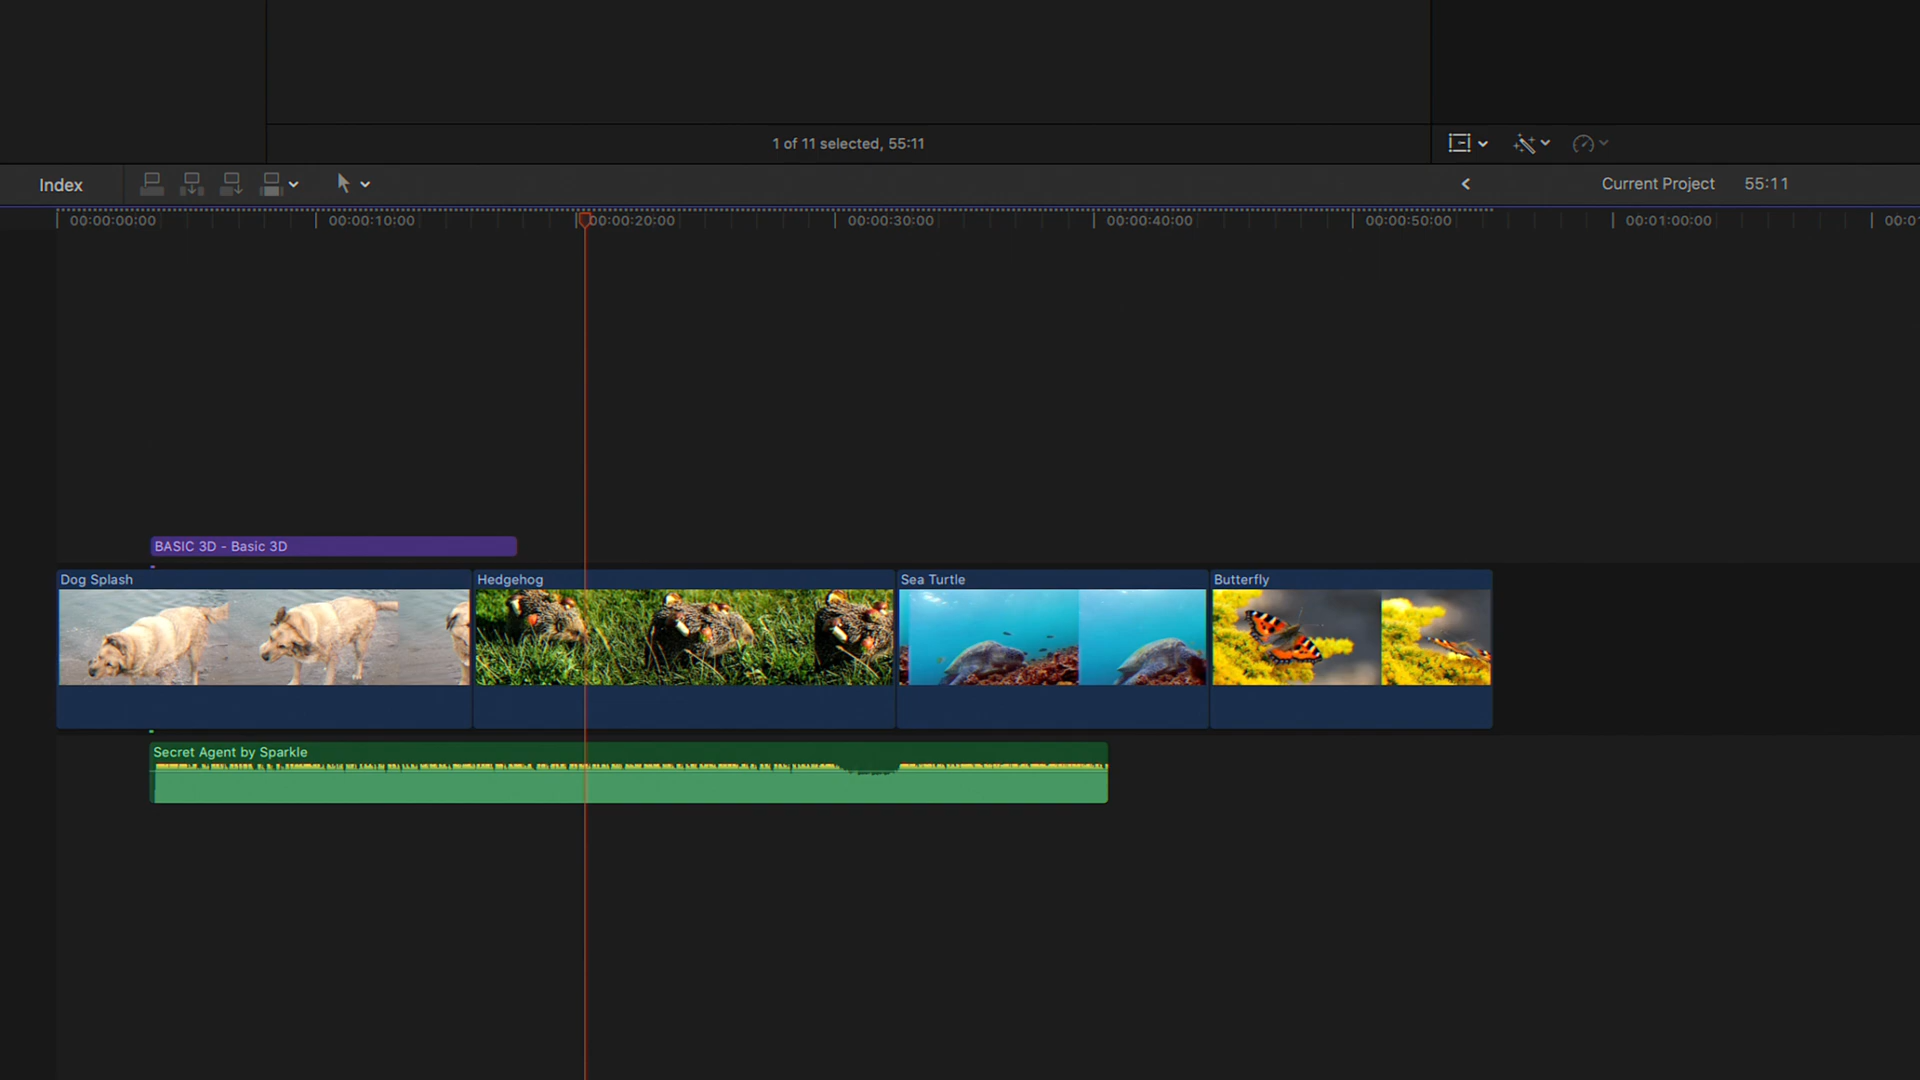 1 of 11 selected, 55:11
Index
Current Project
55:11
00:00:00:00
00:00:10:00
00:00:20:00
00:00:30:00
00:00:40:00
00:00:50:00
00:01:00:00
00:01
BASIC 3D - Basic 3D
Dog Splash
Hedgehog
Sea Turtle
Butterfly
Secret Agent by Sparkle